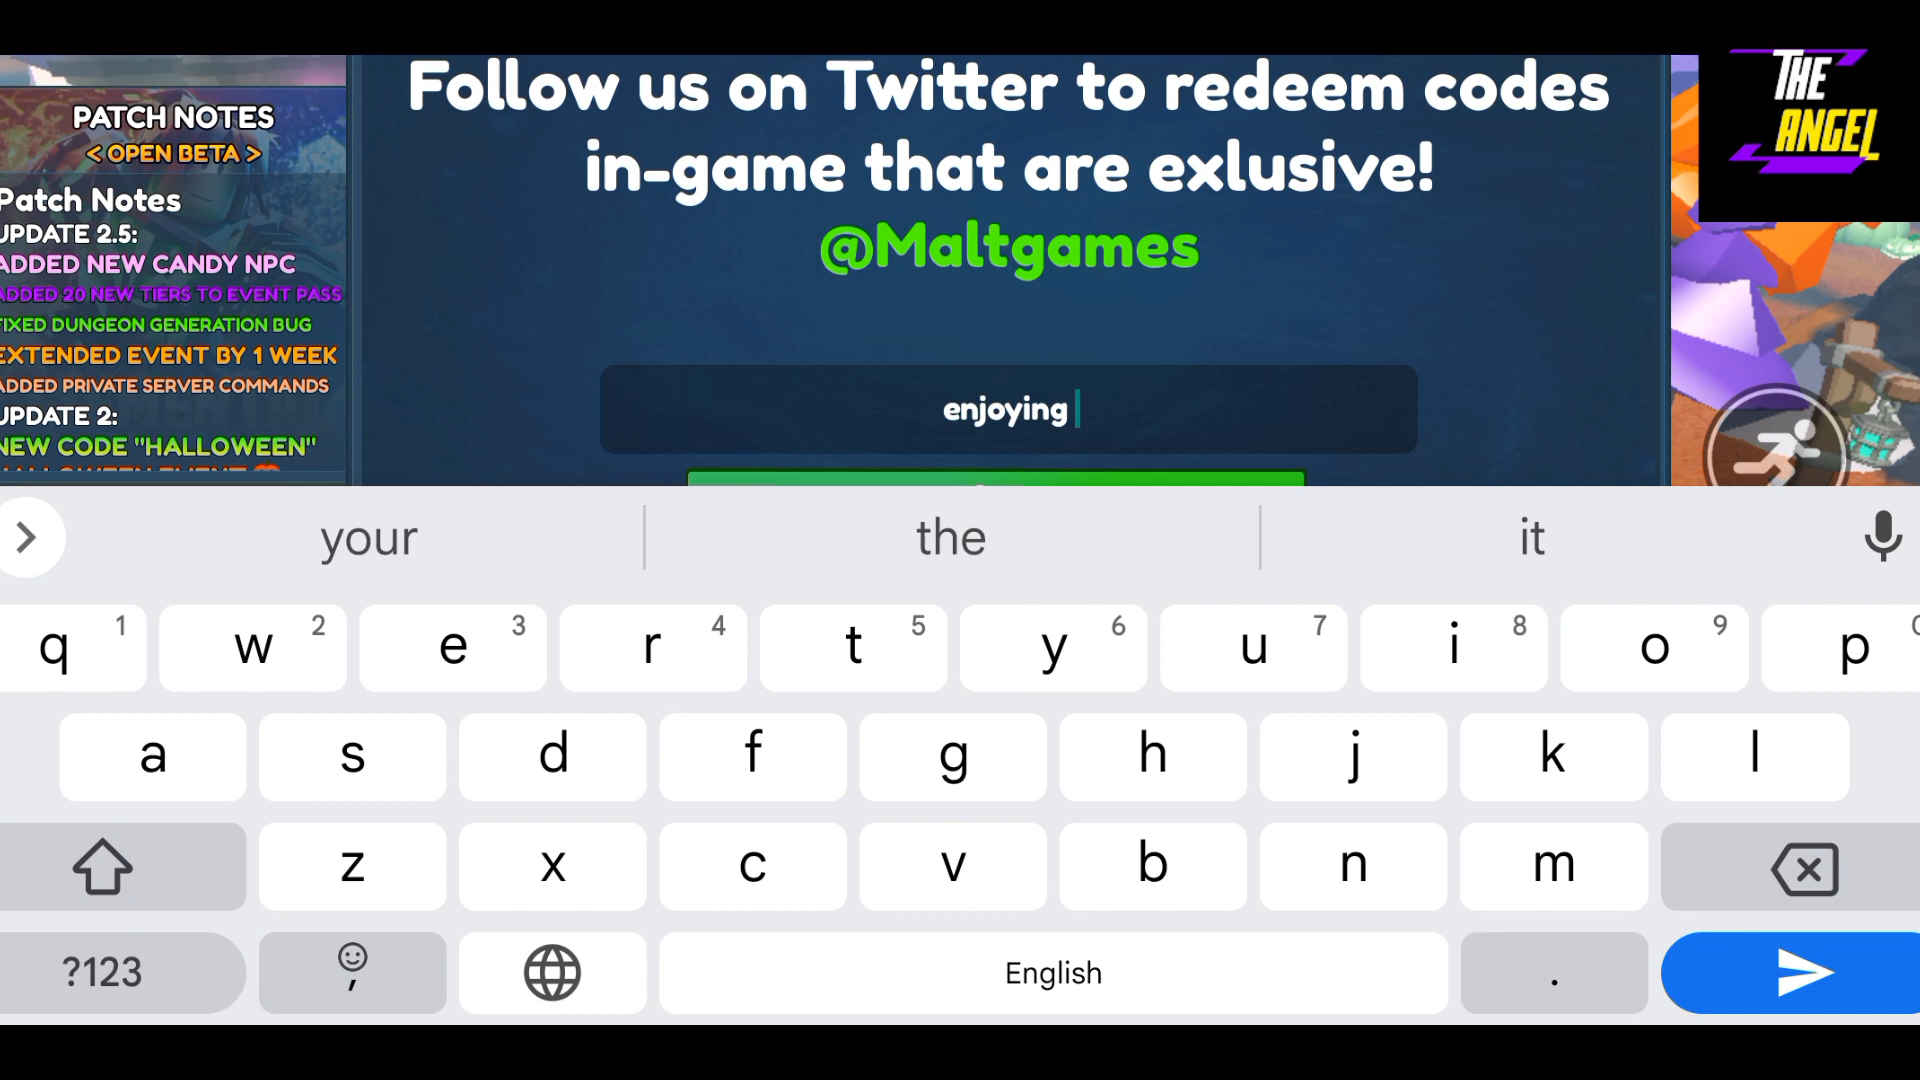 Follow us on Twitter to redeem codes
in-game that are exlusive!
@Maltgames
THE
ANGEL
PATCH NOTES
< OPEN BETA >
Patch Notes
UPDATE 2.5:
ADDED NEW CANDY NPC
ADDED 20 NEW TIERS TO EVENT PASS
FIXED DUNGEON GENERATION BUG
EXTENDED EVENT BY 1 WEEK
ADDED PRIVATE SERVER COMMANDS
UPDATE 2:
NEW CODE "HALLOWEEN"
HALLOWEEN EVENT
enjoying
your the it
q 1 w 2 e 3 r 4 t 5 y 6 u 7 i 8 o 9 p 0
a s d f g h j k l
z x c v b n m
?123 , English .